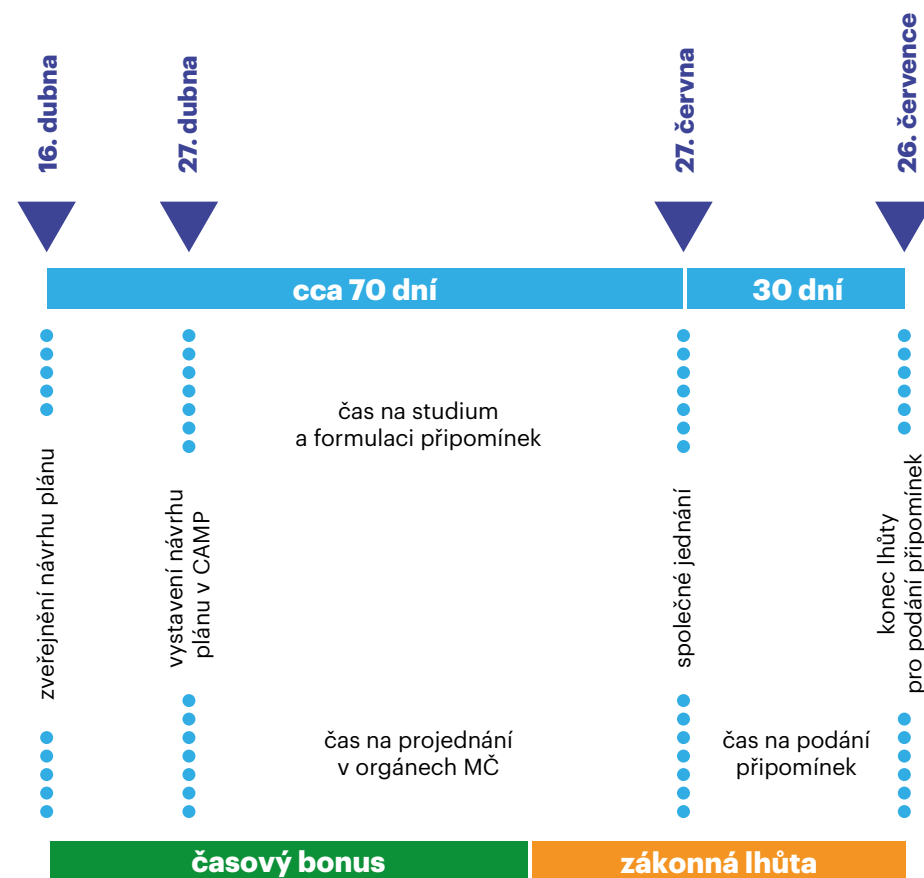 16. dubna
27. dubna
27. června
26. července
cca 70 dní
30 dní
čas na studium
a formulaci připomínek
zveřejnění návrhu plánu
vystavení návrhu
plánu v CAMP
společné jednání
konec lhůty
pro podání připomínek
čas na projednání
v orgánech MČ
čas na podání
připomínek
časový bonus
zákonná lhůta